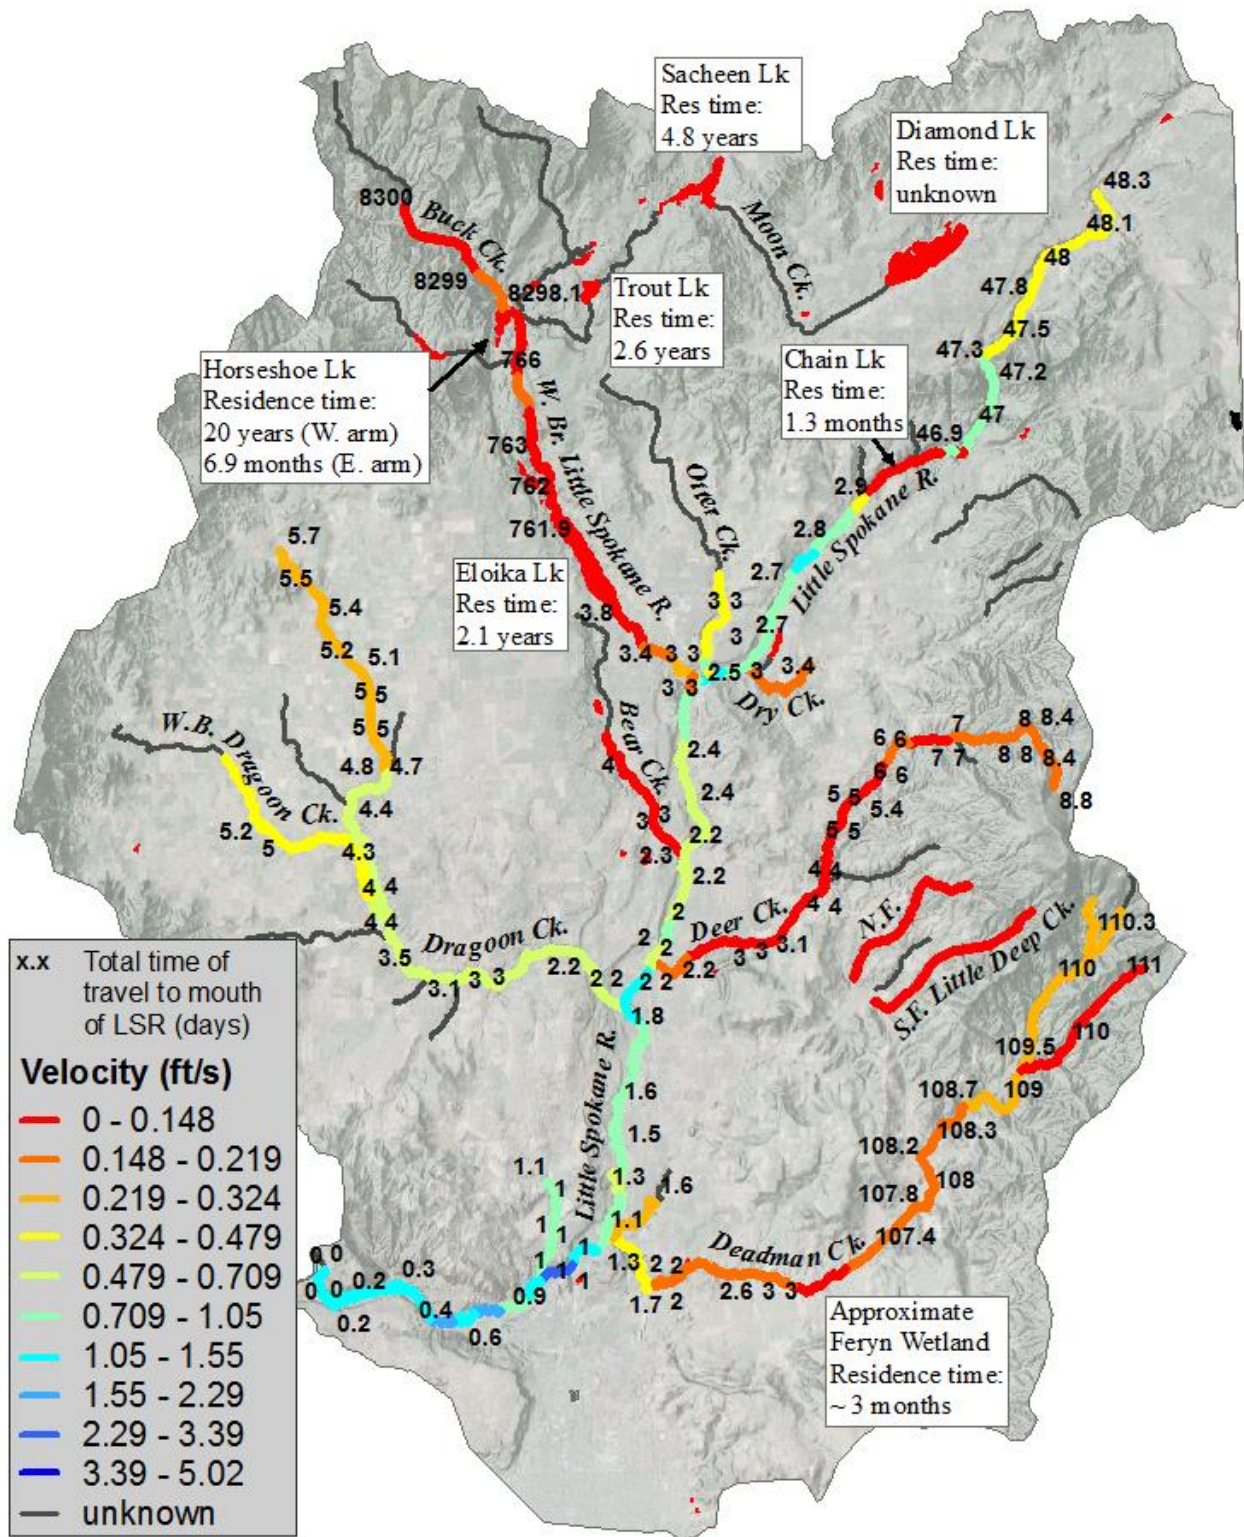 Sacheen Lk
Res time:
4.8 years
Diamond Lk
Res time:
unknown
48.3
48.1
48
47.8
47.5
47.3
47.2
47
46.9
8300
Buck Ck.
8299
8298.1
Moon Ck.
Trout Lk
Res time:
2.6 years
Chain Lk
Res time:
1.3 months
Horseshoe Lk
Residence time:
20 years (W. arm)
6.9 months (E. arm)
766
763
762
761.9
W. Br. Little Spokane R.
Otter Ck.
2.9
2.8
2.7
2.7
Little Spokane R.
Eloika Lk
Res time:
2.1 years
3.8
3.4
3 3
3 3
3 3
3
2.5
3
3.4
Dry Ck.
5.7
5.5
5.4
5.2
5.1
5 5
5 5
4.8
4.7
4.4
W.B. Dragoon Ck.
5.2
5
4.3
4 4
4 4
3.5
3.1
3 3
Dragoon Ck.
2.2
2 2
Bear Ck.
4
3 3
2.3
2.4
2.4
2.2
2.2
2
2 2
2 2
2.2
Deer Ck.
3 3
3.1
4 4
4 4
5 5
5 5
5.4
6 6
6 6
7
7 7
8 8.4
8 8
8.4
8.8
N.F.
S.F. Little Deep Ck.
110.3
110
111
110
109.5
109
108.7
108.3
108.2
108
107.8
107.4
Deadman Ck.
1.8
1.6
1.5
1.3
Little Spokane R.
1.1
1
1
1
1
1
1
1
1.1
1.6
1.3
1.7
2 2
2
2.6
3 3
0.9
0.6
0.4
0.3
0.2
0.2
0 0
0 0
Approximate
Feryn Wetland
Residence time:
~ 3 months
x.x Total time of
travel to mouth
of LSR (days)
Velocity (ft/s)
0 - 0.148
0.148 - 0.219
0.219 - 0.324
0.324 - 0.479
0.479 - 0.709
0.709 - 1.05
1.05 - 1.55
1.55 - 2.29
2.29 - 3.39
3.39 - 5.02
unknown